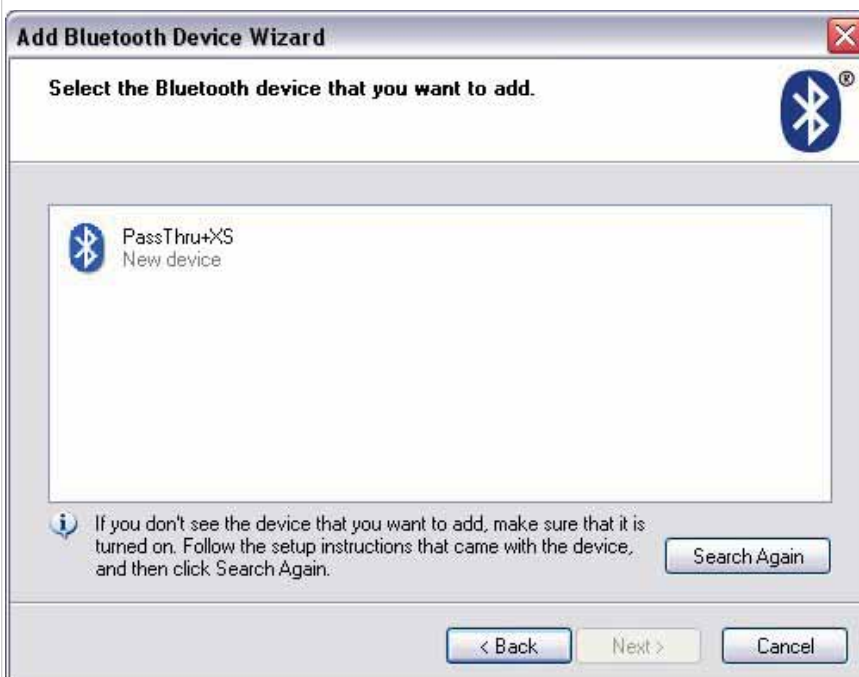 Add Bluetooth Device Wizard
Select the Bluetooth device that you want to add.
®
PassThru+XS
New device
If you don't see the device that you want to add, make sure that it is
turned on. Follow the setup instructions that came with the device,
and then click Search Again.
Search Again
< Back
Next >
Cancel